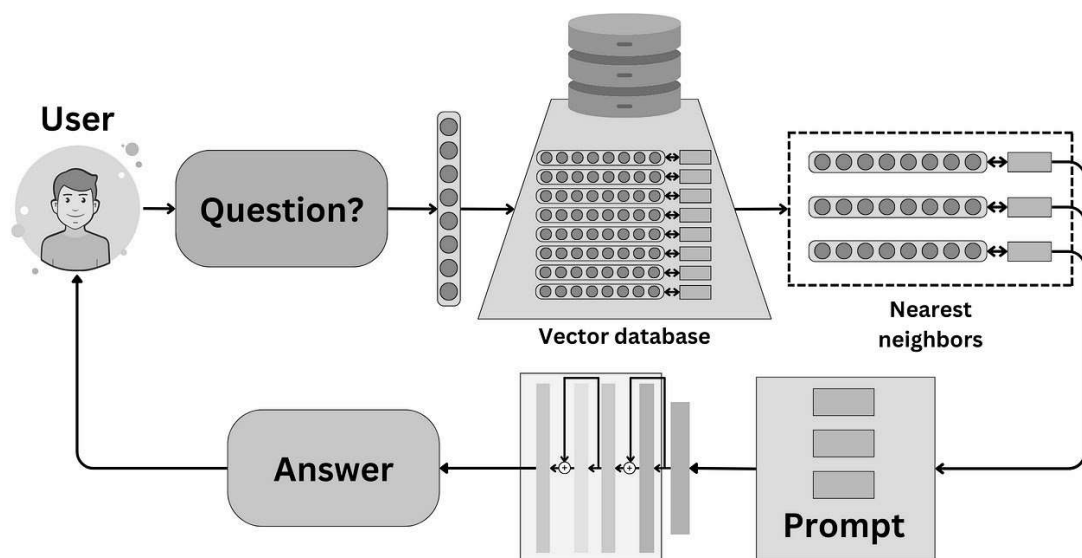 User
Question?
Vector database
Nearest
neighbors
Prompt
Answer